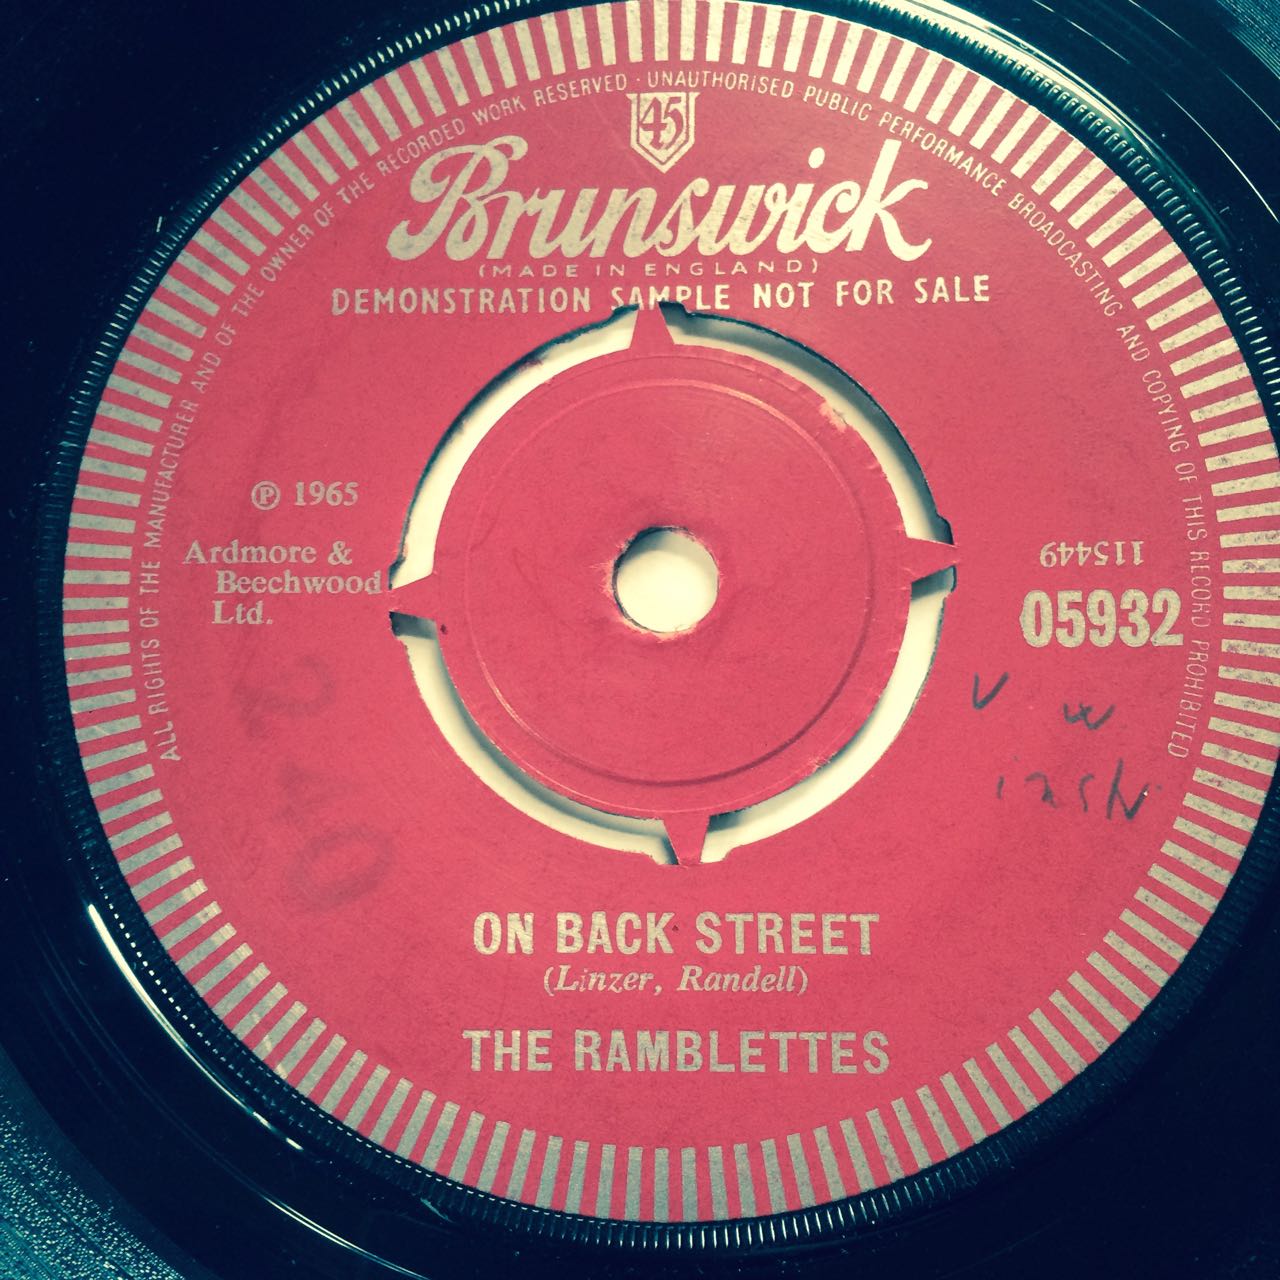 ALL RIGHTS OF THE MANUFACTURER AND OF THE OWNER OF THE RECORDED WORK RESERVED · UNAUTHORISED PUBLIC PERFORMANCE BROADCASTING AND COPYING OF THIS RECORD PROHIBITED
45
Brunswick
(MADE IN ENGLAND)
DEMONSTRATION SAMPLE NOT FOR SALE
℗ 1965
Ardmore &
Beechwood
Ltd.
115449
05932
ON BACK STREET
(Linzer, Randell)
THE RAMBLETTES